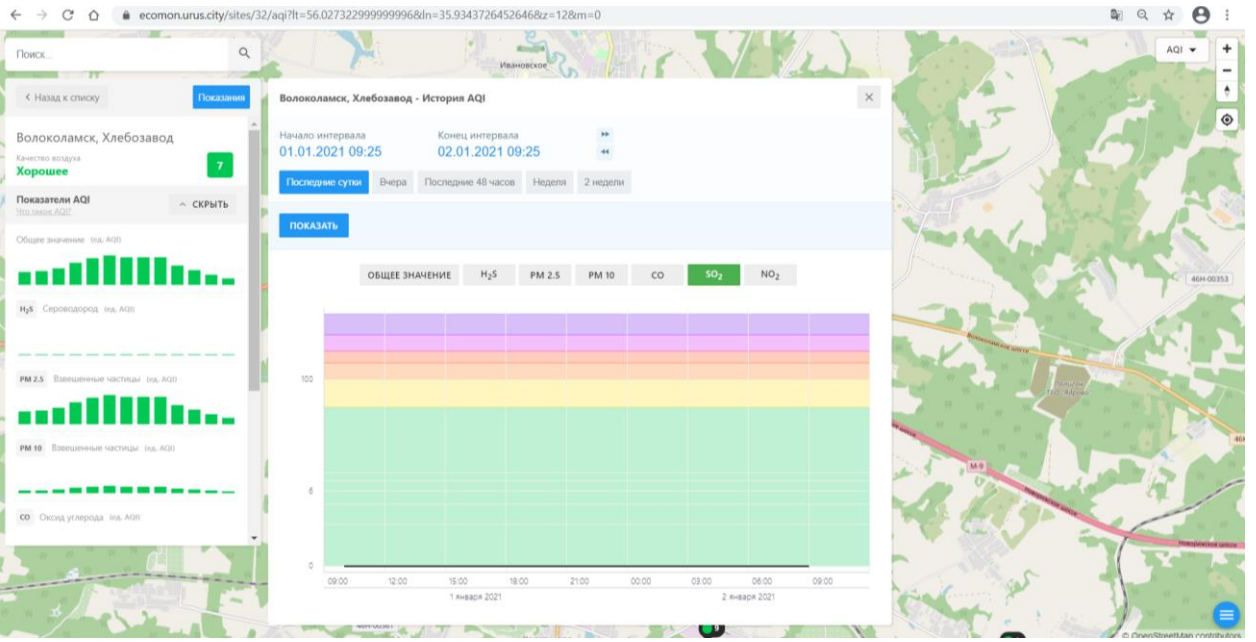 ecomon.urus.city/sites/32/aqi?lt=56.027322999999996&ln=35.93437264526468z=12&m=0
Поиск...
Ивановское
AQI
Назад к списку
Показания
Волоколамск, Хлебозавод
Качество воздуха
Хорошее
7
Показатели AQI
Что такое AQI?
СКРЫТЬ
Общее значение (ед. AQI)
H₂S Сероводород (ед. AQI)
PM 2.5 Взвешенные частицы (ед. AQI)
PM 10 Взвешенные частицы (ед. AQI)
CO Оксид углерода (ед. AQI)
Волоколамск, Хлебозавод - История AQI
Начало интервала
Конец интервала
01.01.2021 09:25
02.01.2021 09:25
Последние сутки
Вчера
Последние 48 часов
Неделя
2 недели
ПОКАЗАТЬ
ОБЩЕЕ ЗНАЧЕНИЕ
H₂S
PM 2.5
PM 10
CO
SO₂
NO₂
100
6
0
09:00 12:00 15:00 18:00 21:00 00:00 03:00 06:00 09:00
1 января 2021
2 января 2021
46Н-00353
Волоколамское шоссе
М-9
Новорижское шоссе
© OpenStreetMap contributors